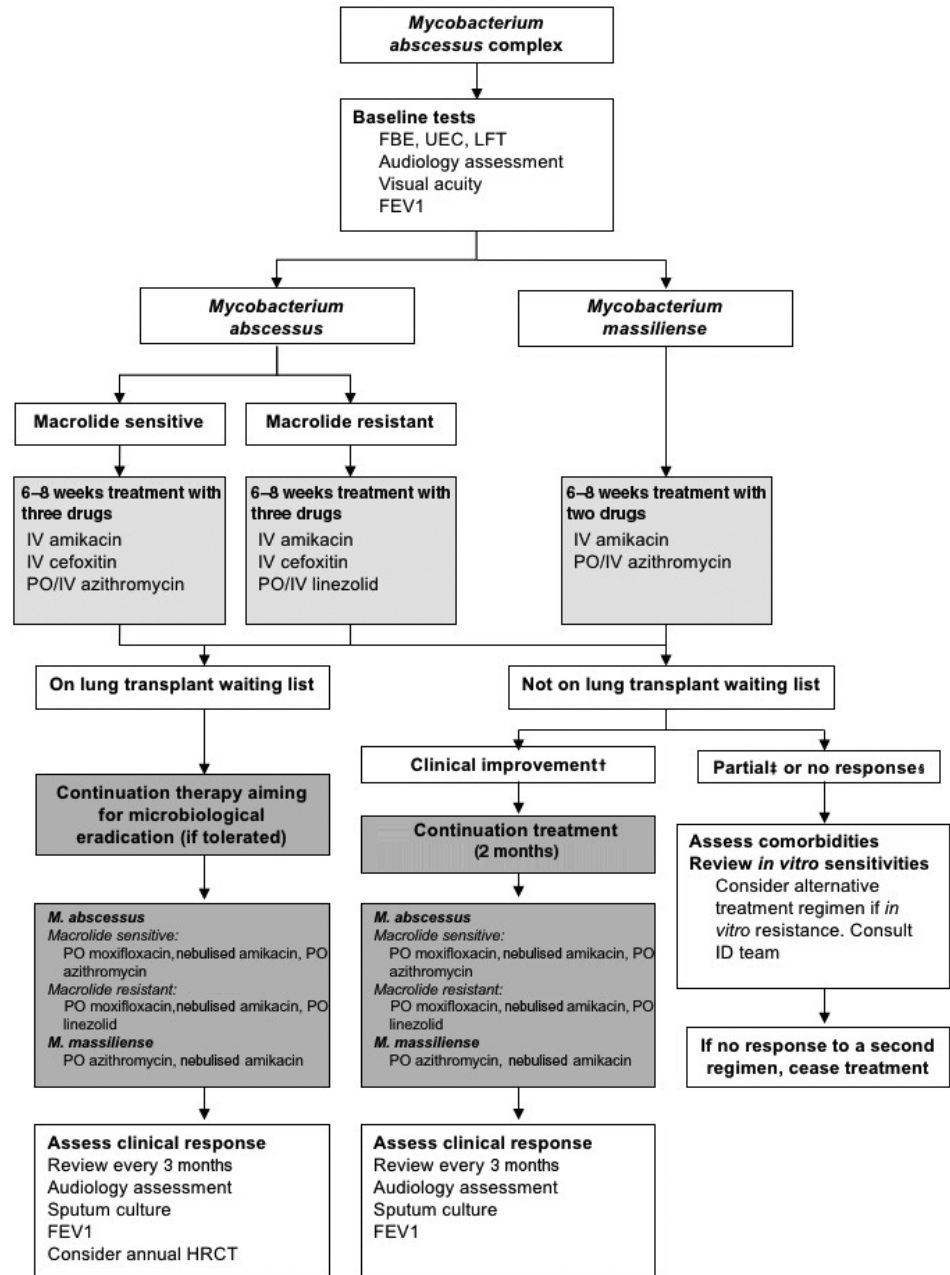 Mycobacterium
abscessus complex
Baseline tests
FBE, UEC, LFT
Audiology assessment
Visual acuity
FEV1
Mycobacterium
abscessus
Mycobacterium
massiliense
Macrolide sensitive
Macrolide resistant
6–8 weeks treatment with
three drugs
IV amikacin
IV cefoxitin
PO/IV azithromycin
6–8 weeks treatment with
three drugs
IV amikacin
IV cefoxitin
PO/IV linezolid
6–8 weeks treatment with
two drugs
IV amikacin
PO/IV azithromycin
On lung transplant waiting list
Not on lung transplant waiting list
Continuation therapy aiming
for microbiological
eradication (if tolerated)
Clinical improvement†
Partial‡ or no response§
Continuation treatment
(2 months)
Assess comorbidities
Review in vitro sensitivities
Consider alternative
treatment regimen if in
vitro resistance. Consult
ID team
M. abscessus
Macrolide sensitive:
PO moxifloxacin, nebulised amikacin, PO
azithromycin
Macrolide resistant:
PO moxifloxacin, nebulised amikacin, PO
linezolid
M. massiliense
PO azithromycin, nebulised amikacin
M. abscessus
Macrolide sensitive:
PO moxifloxacin, nebulised amikacin, PO
azithromycin
Macrolide resistant:
PO moxifloxacin, nebulised amikacin, PO
linezolid
M. massiliense
PO azithromycin, nebulised amikacin
If no response to a second
regimen, cease treatment
Assess clinical response
Review every 3 months
Audiology assessment
Sputum culture
FEV1
Consider annual HRCT
Assess clinical response
Review every 3 months
Audiology assessment
Sputum culture
FEV1